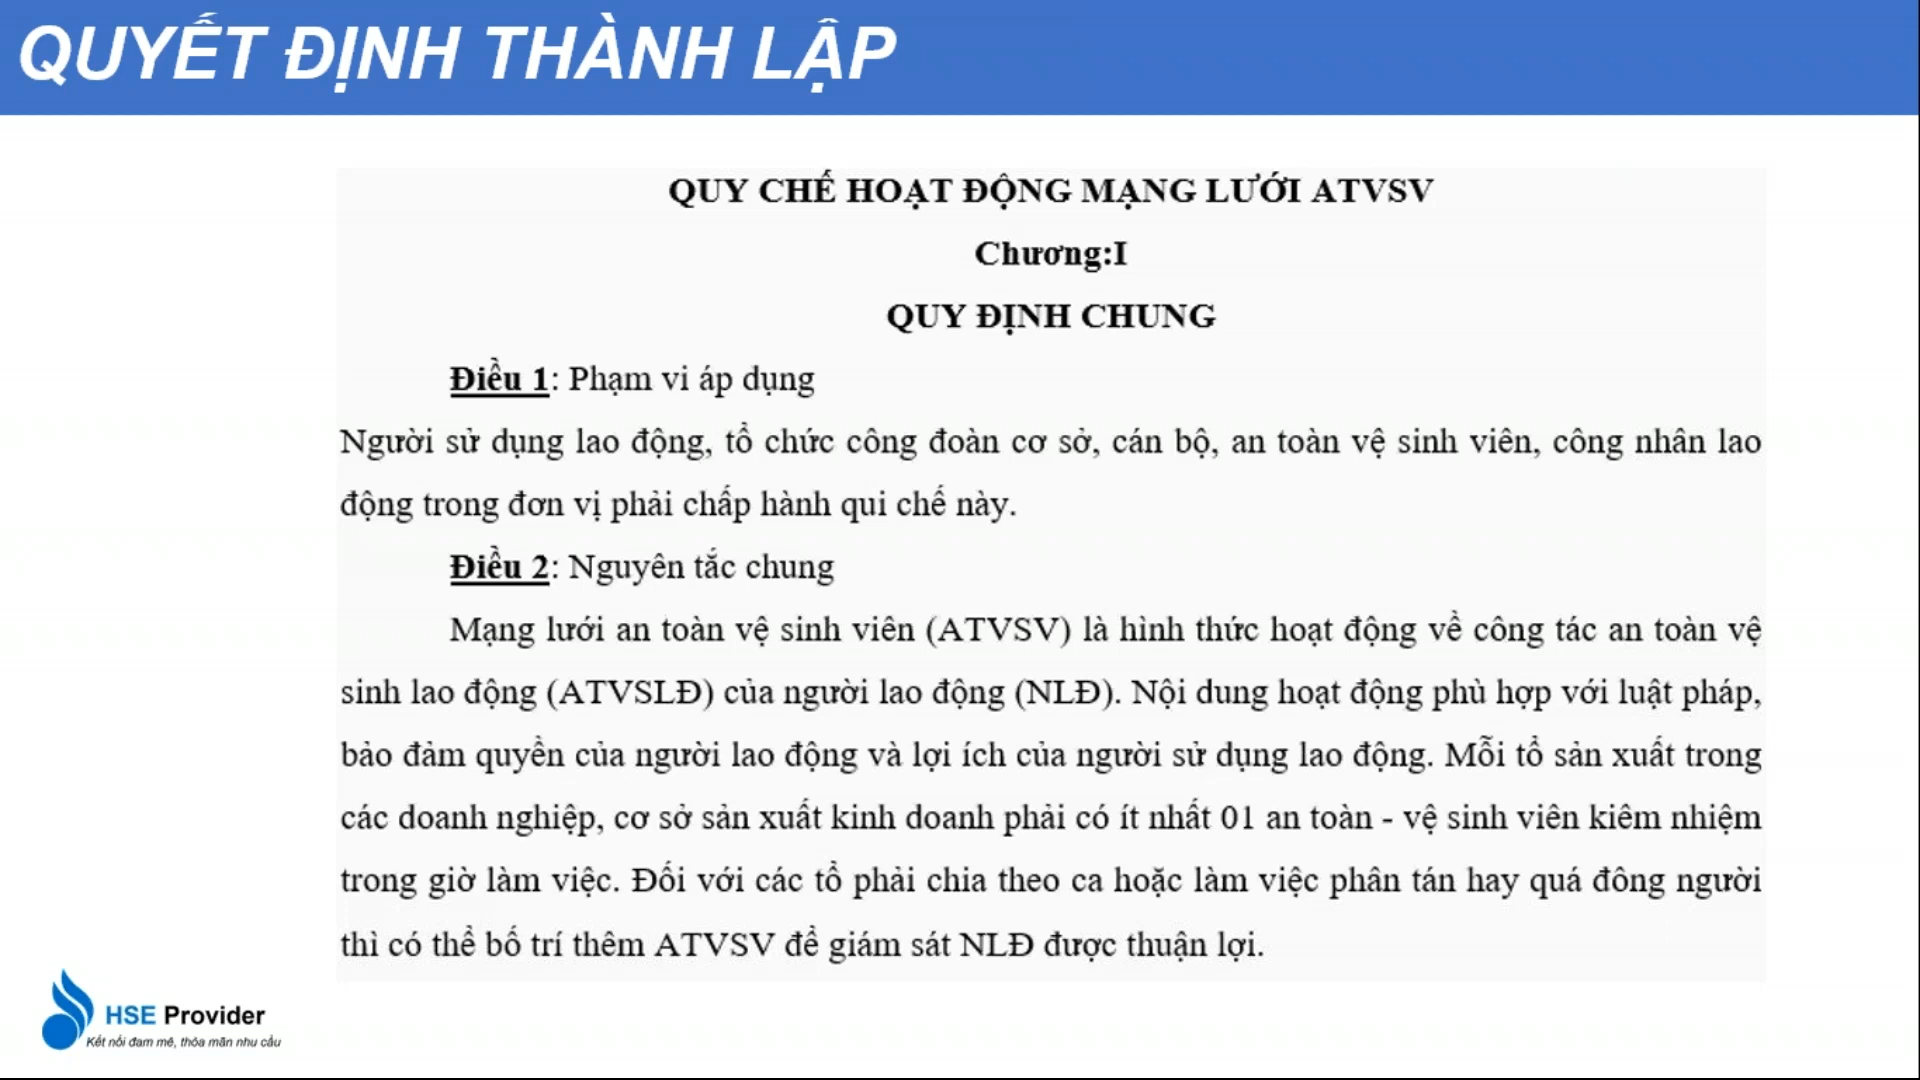 QUYẾT ĐỊNH THÀNH LẬP
QUY CHẾ HOẠT ĐỘNG MẠNG LƯỚI ATVSV
Chương:I
QUY ĐỊNH CHUNG
Điều 1: Phạm vi áp dụng
Người sử dụng lao động, tổ chức công đoàn cơ sở, cán bộ, an toàn vệ sinh viên, công nhân lao
động trong đơn vị phải chấp hành qui chế này.
Điều 2: Nguyên tắc chung
Mạng lưới an toàn vệ sinh viên (ATVSV) là hình thức hoạt động về công tác an toàn vệ
sinh lao động (ATVSLĐ) của người lao động (NLĐ). Nội dung hoạt động phù hợp với luật pháp,
bảo đảm quyền của người lao động và lợi ích của người sử dụng lao động. Mỗi tổ sản xuất trong
các doanh nghiệp, cơ sở sản xuất kinh doanh phải có ít nhất 01 an toàn - vệ sinh viên kiêm nhiệm
trong giờ làm việc. Đối với các tổ phải chia theo ca hoặc làm việc phân tán hay quá đông người
thì có thể bố trí thêm ATVSV để giám sát NLĐ được thuận lợi.
HSE Provider
Kết nối đam mê, thỏa mãn nhu cầu